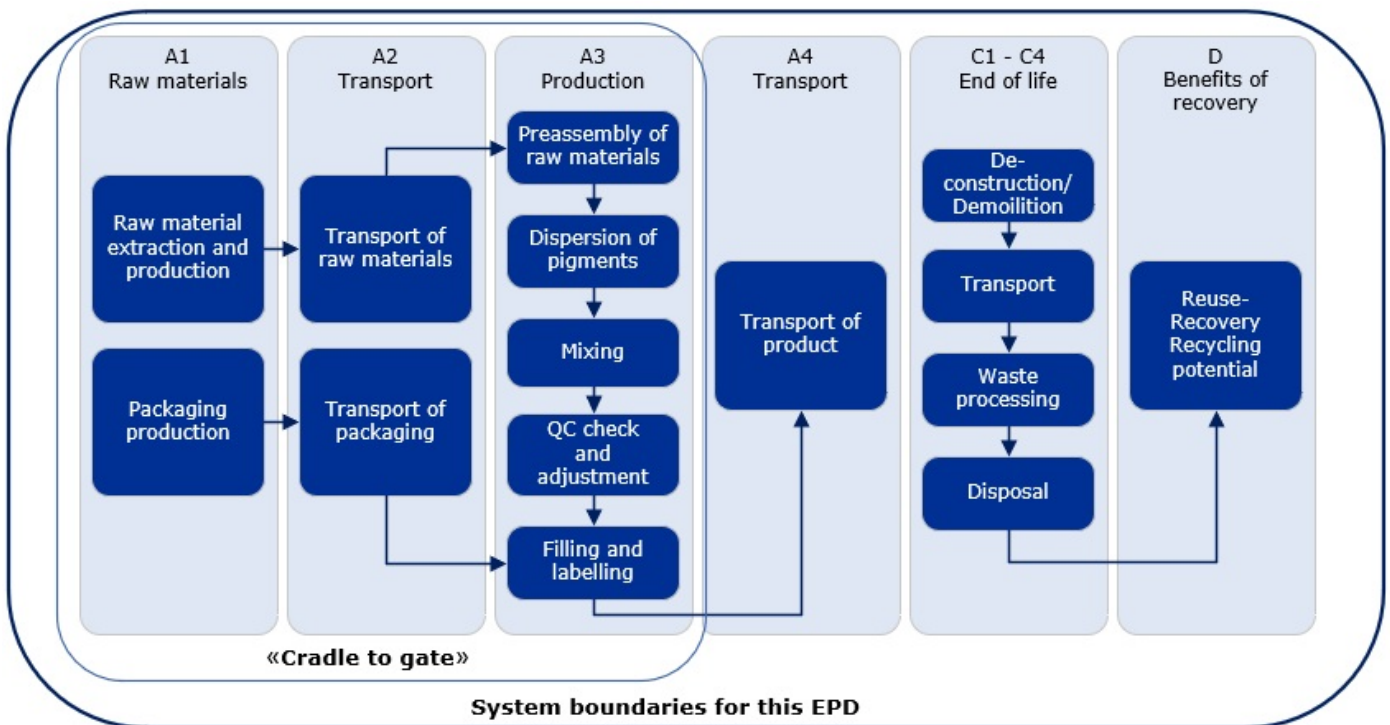 A1
Raw materials
A2
Transport
A3
Production
A4
Transport
C1 - C4
End of life
D
Benefits of
recovery
Raw material
extraction and
production
Packaging
production
Transport of
raw materials
Transport of
packaging
Preassembly of
raw materials
Dispersion of
pigments
Mixing
QC check
and
adjustment
Filling and
labelling
Transport of
product
De-
construction/
Demoilition
Transport
Waste
processing
Disposal
Reuse-
Recovery
Recycling
potential
«Cradle to gate»
System boundaries for this EPD